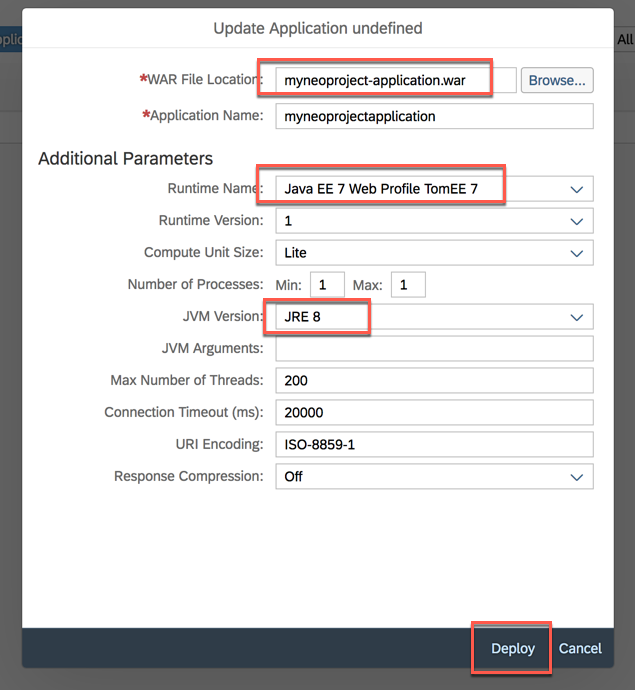 Update Application undefined
plic
All
*WAR File Location: myneoproject-application.war Browse...
*Application Name: myneoprojectapplication
Additional Parameters
Runtime Name: Java EE 7 Web Profile TomEE 7
Runtime Version: 1
Compute Unit Size: Lite
Number of Processes: Min: 1 Max: 1
JVM Version: JRE 8
JVM Arguments:
Max Number of Threads: 200
Connection Timeout (ms): 20000
URI Encoding: ISO-8859-1
Response Compression: Off
Deploy Cancel